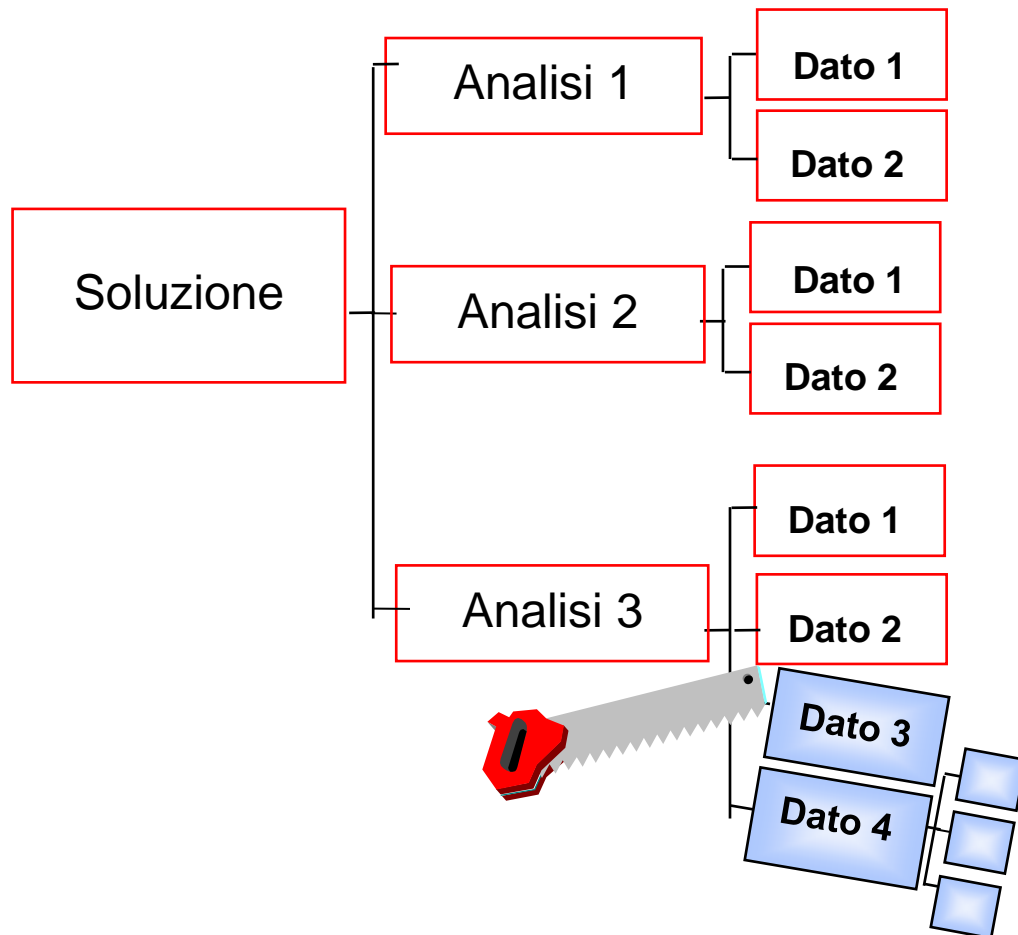 Soluzione
Analisi 1
Dato 1
Dato 2
Analisi 2
Dato 1
Dato 2
Analisi 3
Dato 1
Dato 2
Dato 3
Dato 4